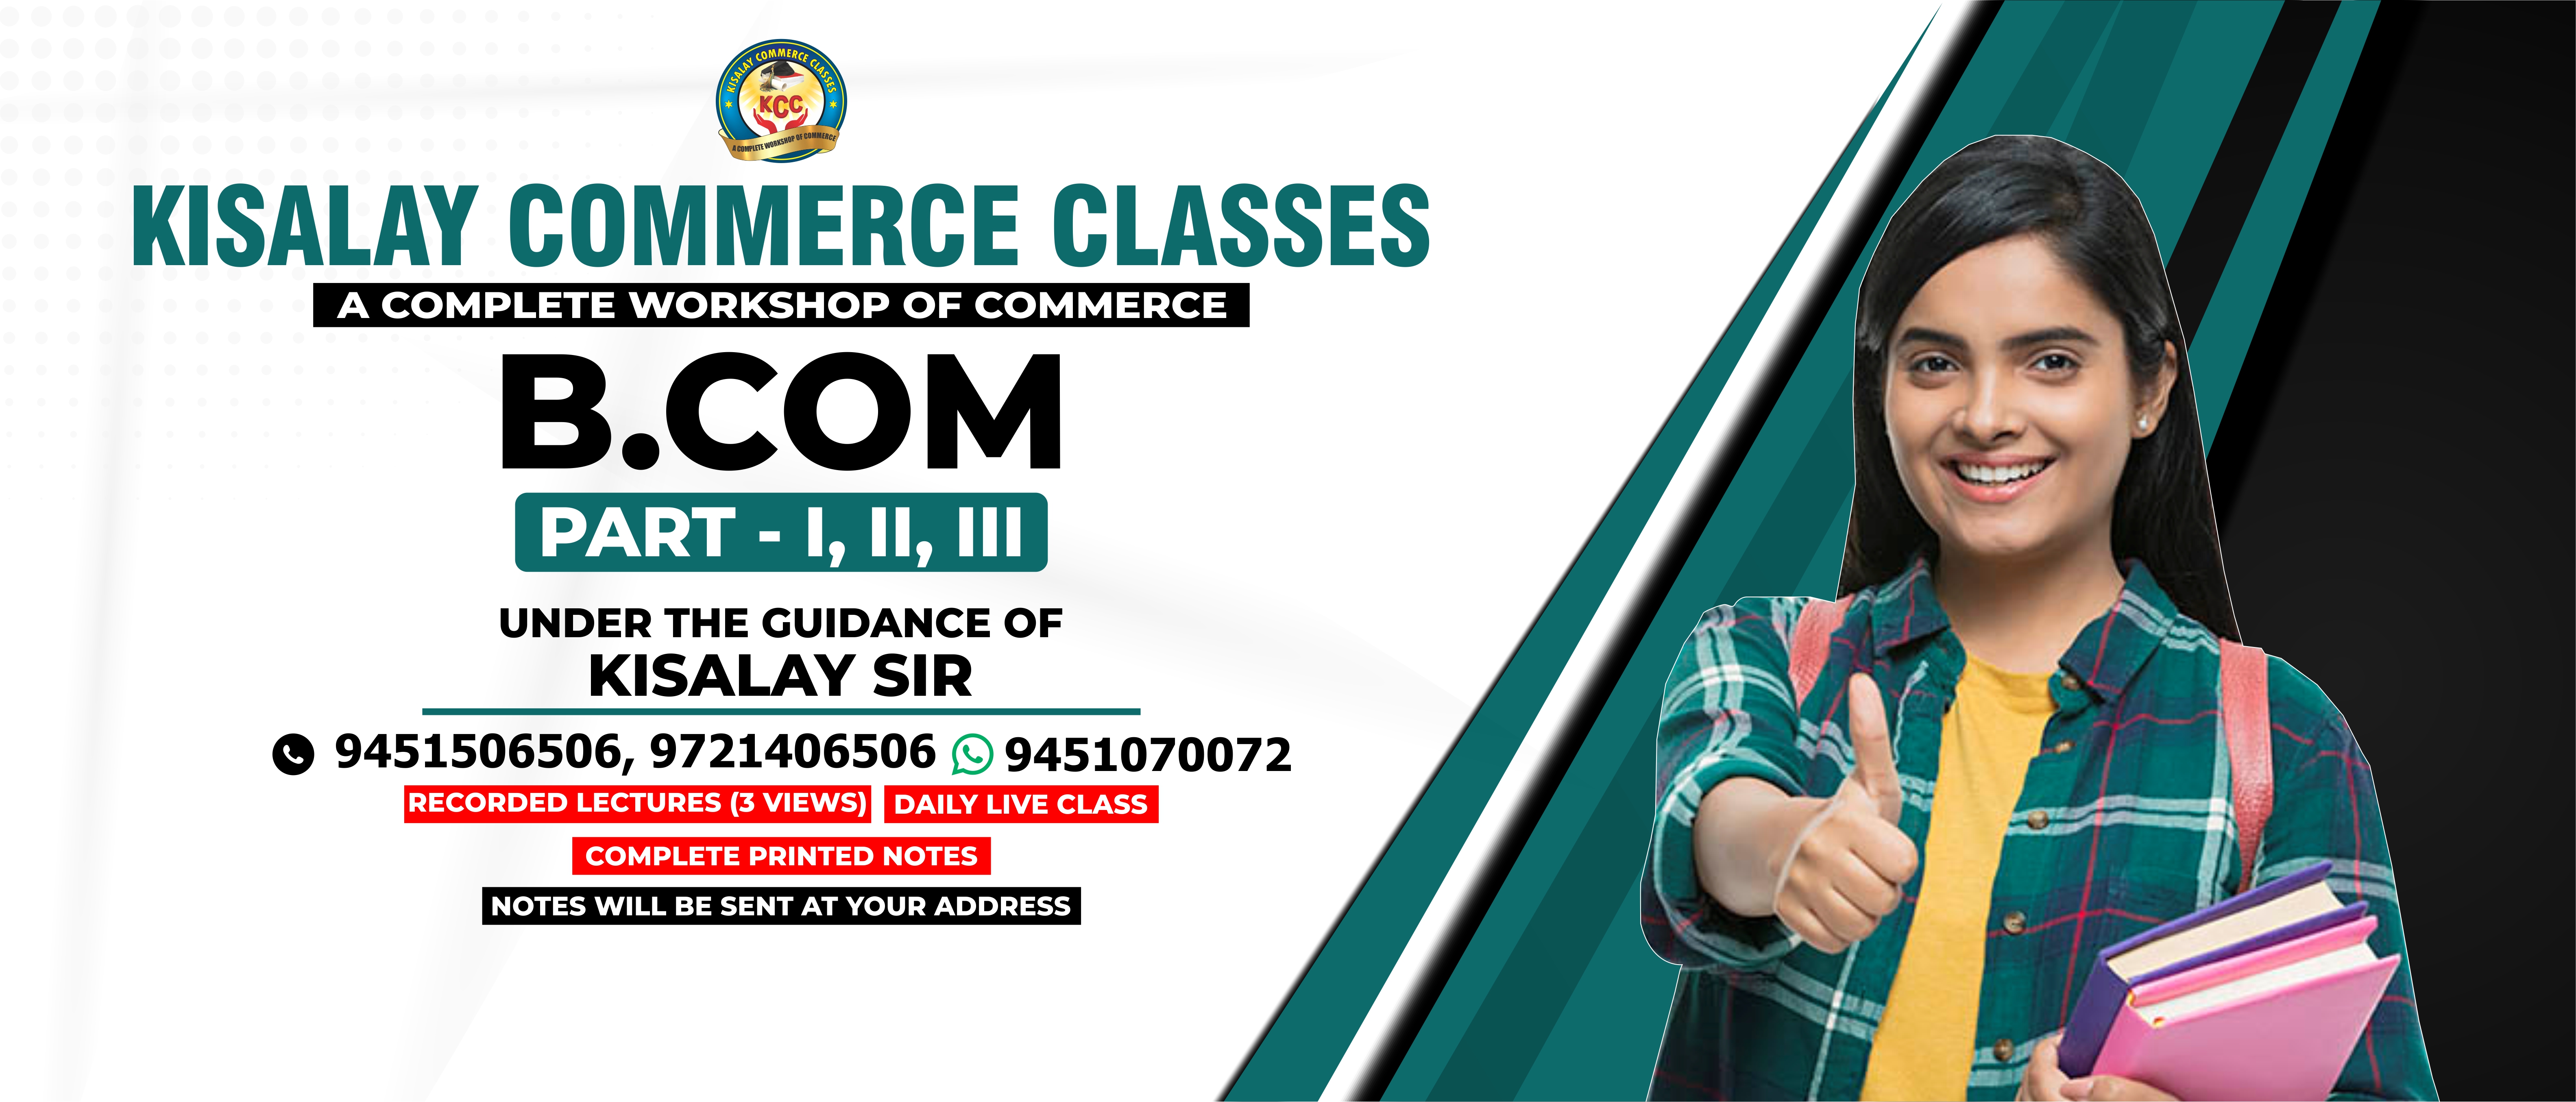 KISALAY COMMERCE CLASSES
KCC
A COMPLETE WORKSHOP OF COMMERCE
KISALAY COMMERCE CLASSES
A COMPLETE WORKSHOP OF COMMERCE
B.COM
PART - I, II, III
UNDER THE GUIDANCE OF
KISALAY SIR
9451506506, 9721406506 9451070072
RECORDED LECTURES (3 VIEWS) DAILY LIVE CLASS
COMPLETE PRINTED NOTES
NOTES WILL BE SENT AT YOUR ADDRESS